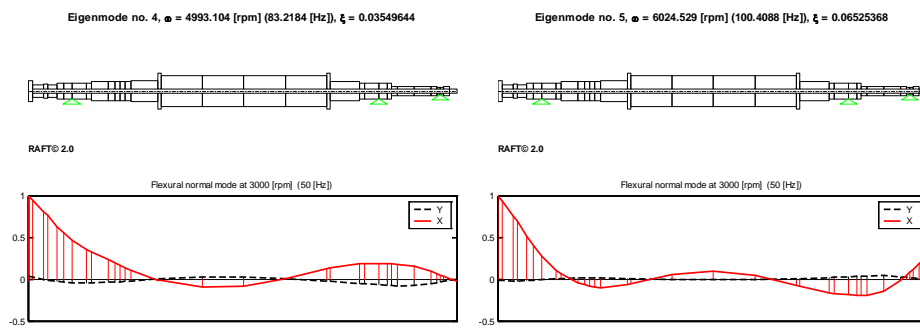 Eigenmode no. 4, ω = 4993.104 [rpm] (83.2184 [Hz]), ξ = 0.03549644
RAFT© 2.0
Flexural normal mode at 3000 [rpm] (50 [Hz])
1
0.5
0
-0.5
Y
X
Eigenmode no. 5, ω = 6024.529 [rpm] (100.4088 [Hz]), ξ = 0.06525368
RAFT© 2.0
Flexural normal mode at 3000 [rpm] (50 [Hz])
1
0.5
0
-0.5
Y
X